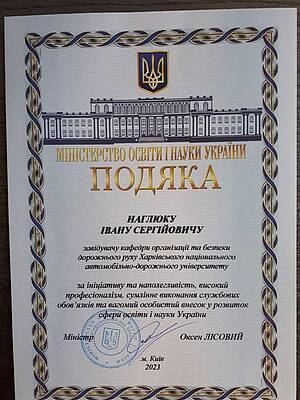 МІНІСТЕРСТВО ОСВІТИ І НАУКИ УКРАЇНИ
ПОДЯКА
НАГЛЮКУ
ІВАНУ СЕРГІЙОВИЧУ
завідувачу кафедри організації та безпеки
дорожнього руху Харківського національного
автомобільно-дорожнього університету
за ініціативу та наполегливість, високий
професіоналізм, сумлінне виконання службових
обов'язків та вагомий особистий внесок у розвиток
сфери освіти і науки України
Міністр Оксен ЛІСОВИЙ
м. Київ
2023